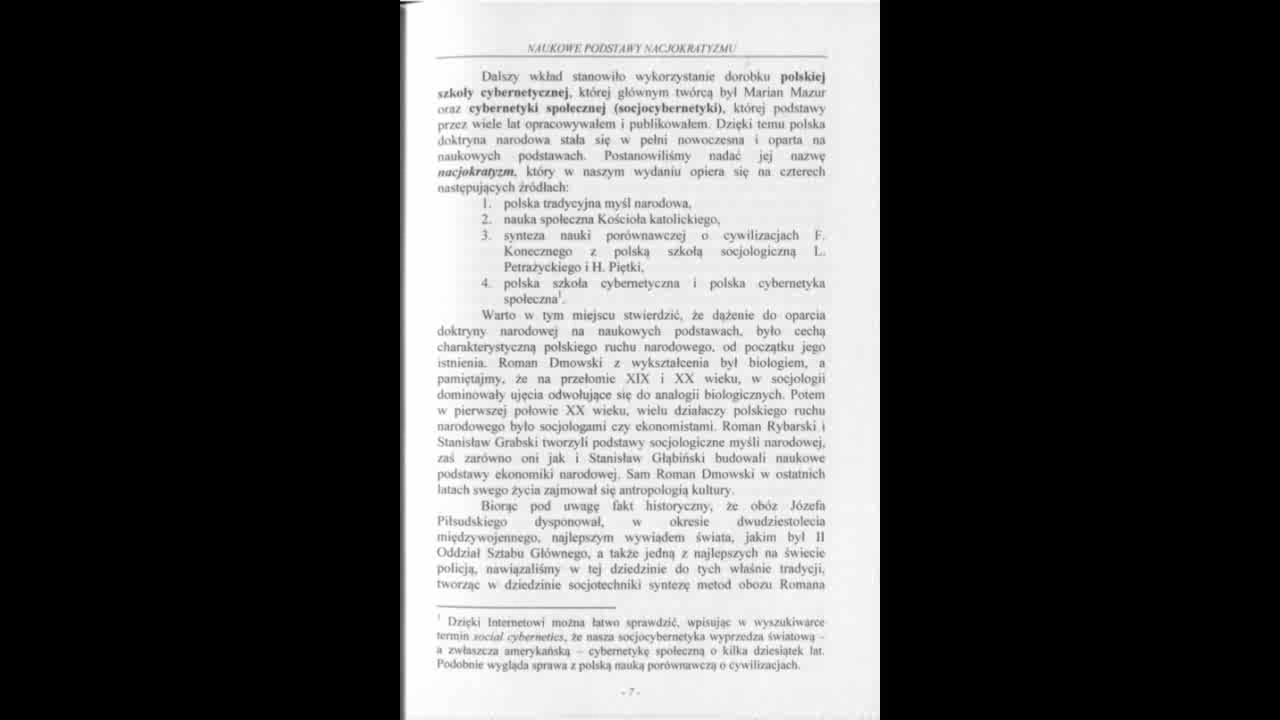 NAUKOWE PODSTAWY NACJOKRATYZMU
Dalszy wkład stanowiło wykorzystanie dorobku polskiej
szkoły cybernetycznej, której głównym twórcą był Marian Mazur
oraz cybernetyki społecznej (socjocybernetyki), której podstawy
przez wiele lat opracowywałem i publikowałem. Dzięki temu polska
doktryna narodowa stała się w pełni nowoczesna i oparta na
naukowych podstawach. Postanowiliśmy nadać jej nazwę
nacjokratyzm, który w naszym wydaniu opiera się na czterech
następujących źródłach:
1. polska tradycyjna myśl narodowa,
2. nauka społeczna Kościoła katolickiego,
3. synteza nauki porównawczej o cywilizacjach F.
Konecznego z polską szkołą socjologiczną L.
Petrażyckiego i H. Piętki,
4. polska szkoła cybernetyczna i polska cybernetyka
społeczna¹.
Warto w tym miejscu stwierdzić, że dążenie do oparcia
doktryny narodowej na naukowych podstawach, było cechą
charakterystyczną polskiego ruchu narodowego, od początku jego
istnienia. Roman Dmowski z wykształcenia był biologiem, a
pamiętajmy, że na przełomie XIX i XX wieku, w socjologii
dominowały ujęcia odwołujące się do analogii biologicznych. Potem
w pierwszej połowie XX wieku, wielu działaczy polskiego ruchu
narodowego było socjologami czy ekonomistami. Roman Rybarski i
Stanisław Grabski tworzyli podstawy socjologiczne myśli narodowej,
zaś zarówno oni jak i Stanisław Głąbiński budowali naukowe
podstawy ekonomiki narodowej. Sam Roman Dmowski w ostatnich
latach swego życia zajmował się antropologią kultury.
Biorąc pod uwagę fakt historyczny, że obóz Józefa
Piłsudskiego dysponował, w okresie dwudziestolecia
międzywojennego, najlepszym wywiadem świata, jakim był II
Oddział Sztabu Głównego, a także jedną z najlepszych na świecie
policją, nawiązaliśmy w tej dziedzinie do tych właśnie tradycji,
tworząc w dziedzinie socjotechniki syntezę metod obozu Romana
¹ Dzięki Internetowi można łatwo sprawdzić, wpisując w wyszukiwarce
termin social cybernetics, że nasza socjocybernetyka wyprzedza światową –
a zwłaszcza amerykańską – cybernetykę społeczną o kilka dziesiątek lat.
Podobnie wygląda sprawa z polską nauką porównawczą o cywilizacjach.
- 7 -